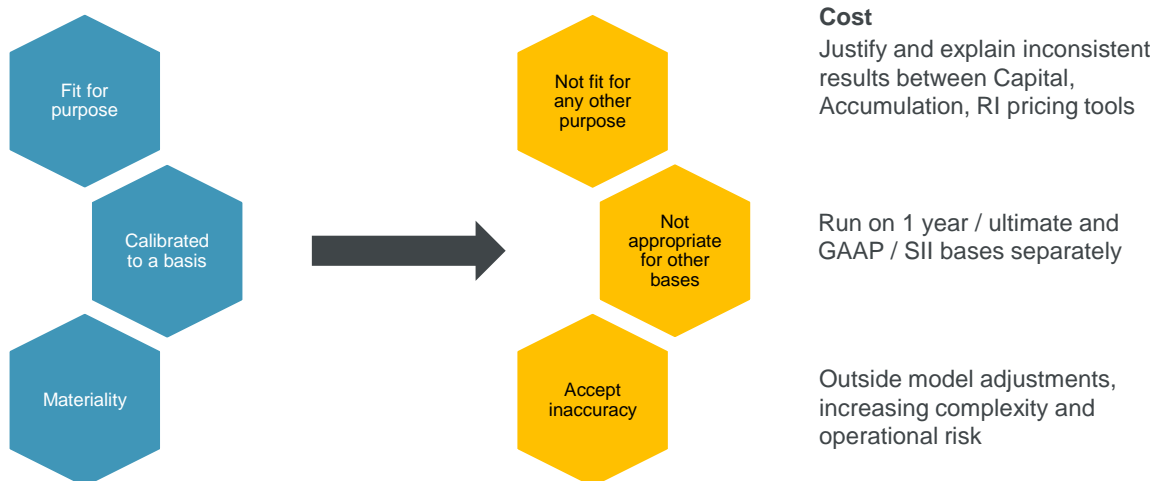 Fit for
purpose
Calibrated
to a basis
Materiality
Not fit for
any other
purpose
Not
appropriate
for other
bases
Accept
inaccuracy
Cost
Justify and explain inconsistent
results between Capital,
Accumulation, RI pricing tools
Run on 1 year / ultimate and
GAAP / SII bases separately
Outside model adjustments,
increasing complexity and
operational risk